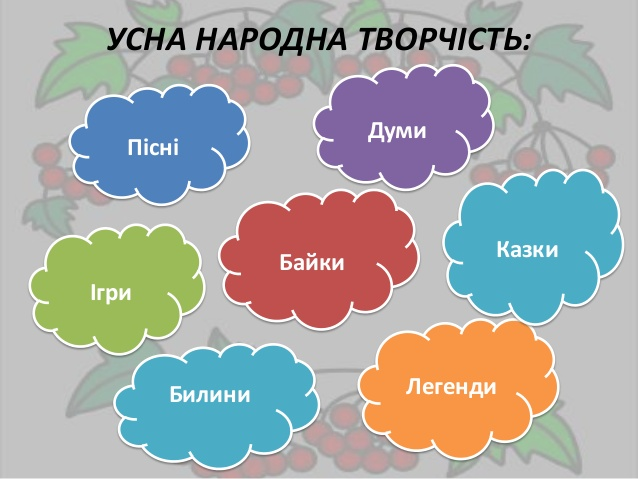 УСНА НАРОДНА ТВОРЧІСТЬ:
Пісні
Думи
Байки
Казки
Ігри
Билини
Легенди